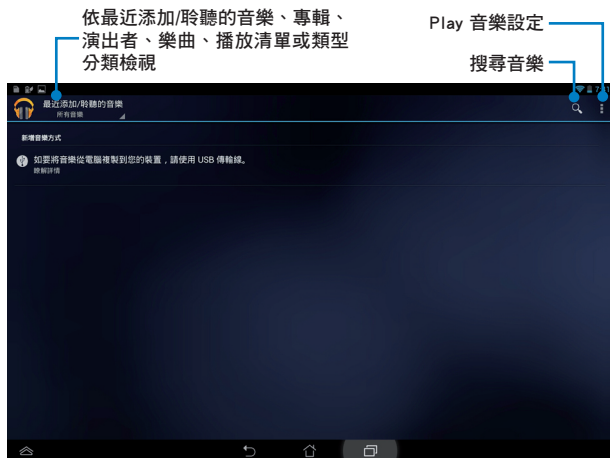 依最近添加/聆聽的音樂、專輯、
演出者、樂曲、播放清單或類型
分類檢視
Play 音樂設定
搜尋音樂
最近添加/聆聽的音樂
所有音樂
新增音樂方式
如要將音樂從電腦複製到您的裝置，請使用 USB 傳輸線。
瞭解詳情